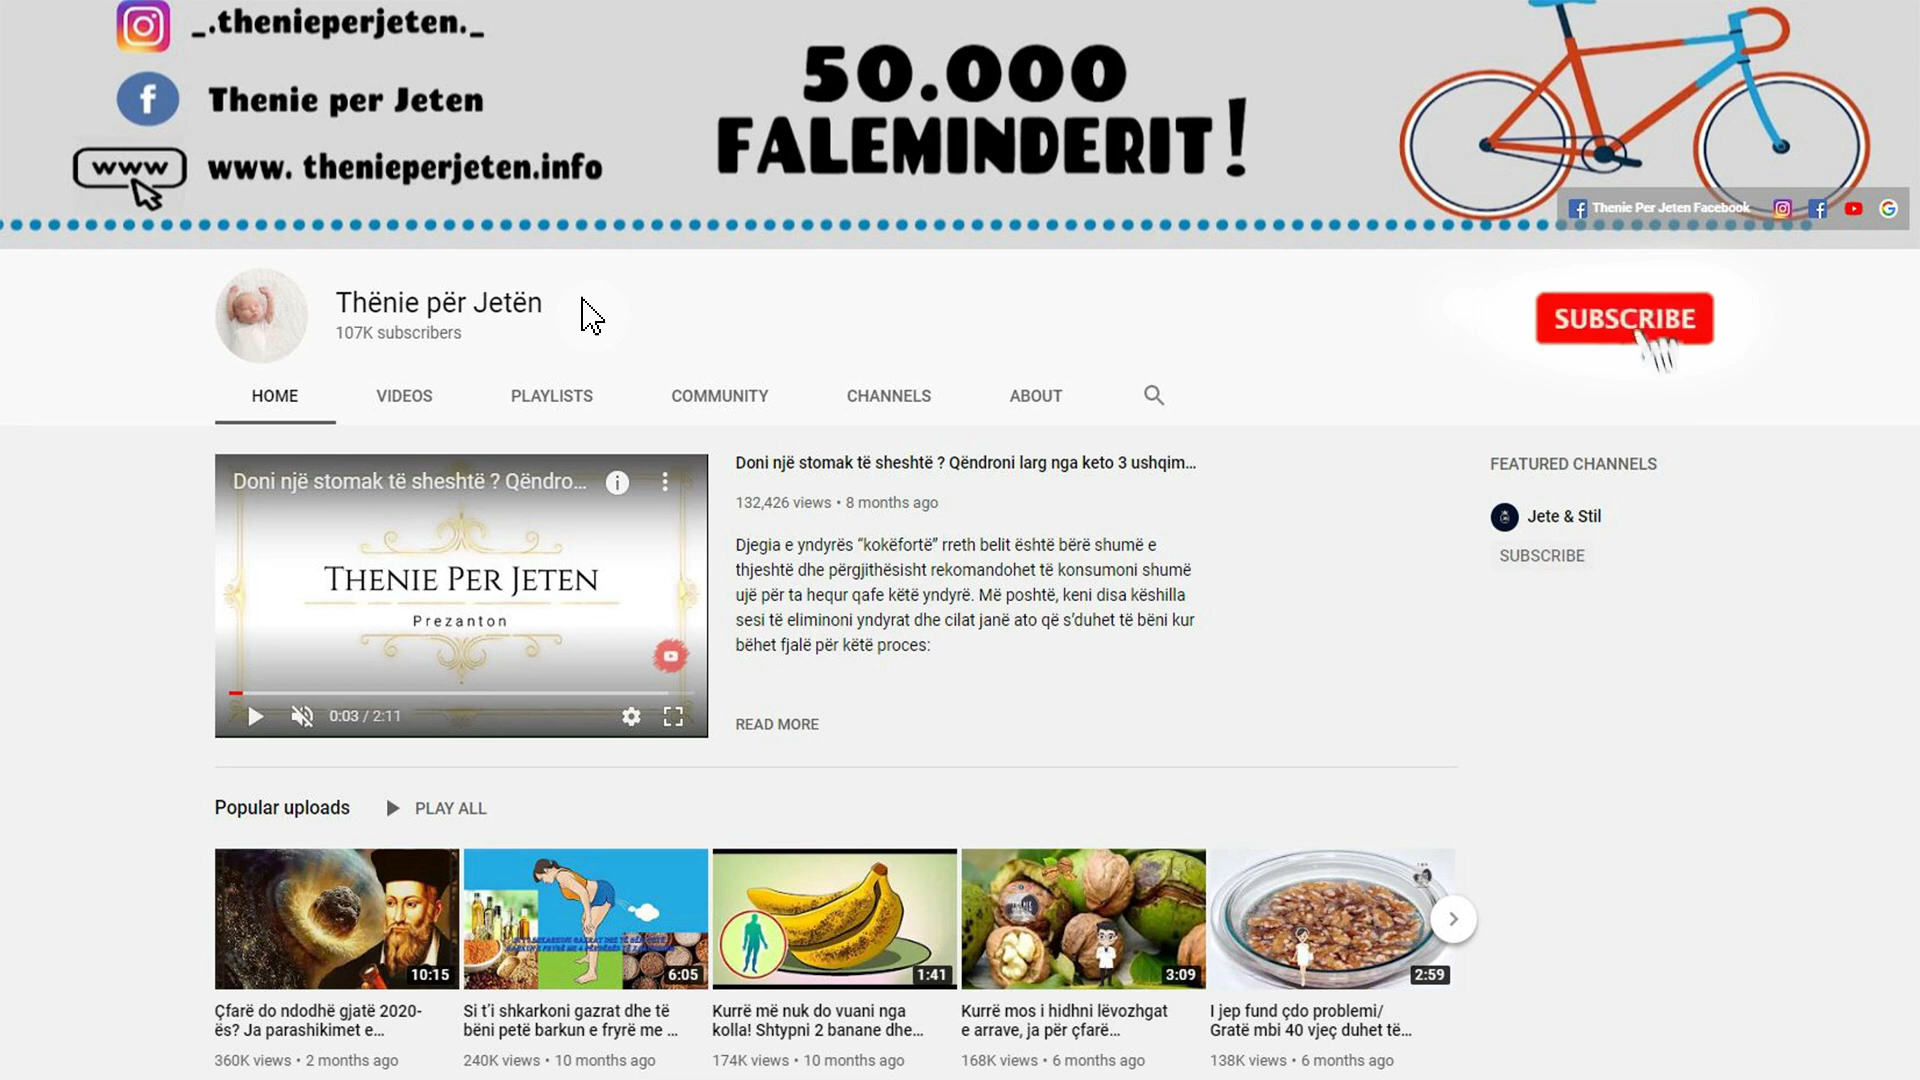 _.thenieperjeten._
Thenie per Jeten
www
www. thenieperjeten.info
50.000
FALEMINDERIT!
Thenie Per Jeten Facebook
Thënie për Jetën
107K subscribers
SUBSCRIBE
HOME
VIDEOS
PLAYLISTS
COMMUNITY
CHANNELS
ABOUT
Doni një stomak të sheshtë ? Qëndro...
THENIE PER JETEN
Prezanton
0:03 / 2:11
Doni një stomak të sheshtë ? Qëndroni larg nga keto 3 ushqim...
132,426 views • 8 months ago
Djegia e yndyrës “kokëfortë” rreth belit është bërë shumë e
thjeshtë dhe përgjithësisht rekomandohet të konsumoni shumë
ujë për ta hequr qafe këtë yndyrë. Më poshtë, keni disa këshilla
sesi të eliminoni yndyrat dhe cilat janë ato që s’duhet të bëni kur
bëhet fjalë për këtë proces:
READ MORE
FEATURED CHANNELS
Jete & Stil
SUBSCRIBE
Popular uploads
PLAY ALL
10:15
6:05
1:41
3:09
2:59
Çfarë do ndodhë gjatë 2020-
ës? Ja parashikimet e...
360K views • 2 months ago
Si t’i shkarkoni gazrat dhe të
bëni petë barkun e fryrë me ...
240K views • 10 months ago
Kurrë më nuk do vuani nga
kolla! Shtypni 2 banane dhe...
174K views • 10 months ago
Kurrë mos i hidhni lëvozhgat
e arrave, ja për çfarë...
168K views • 6 months ago
I jep fund çdo problemi/
Gratë mbi 40 vjeç duhet të...
138K views • 6 months ago